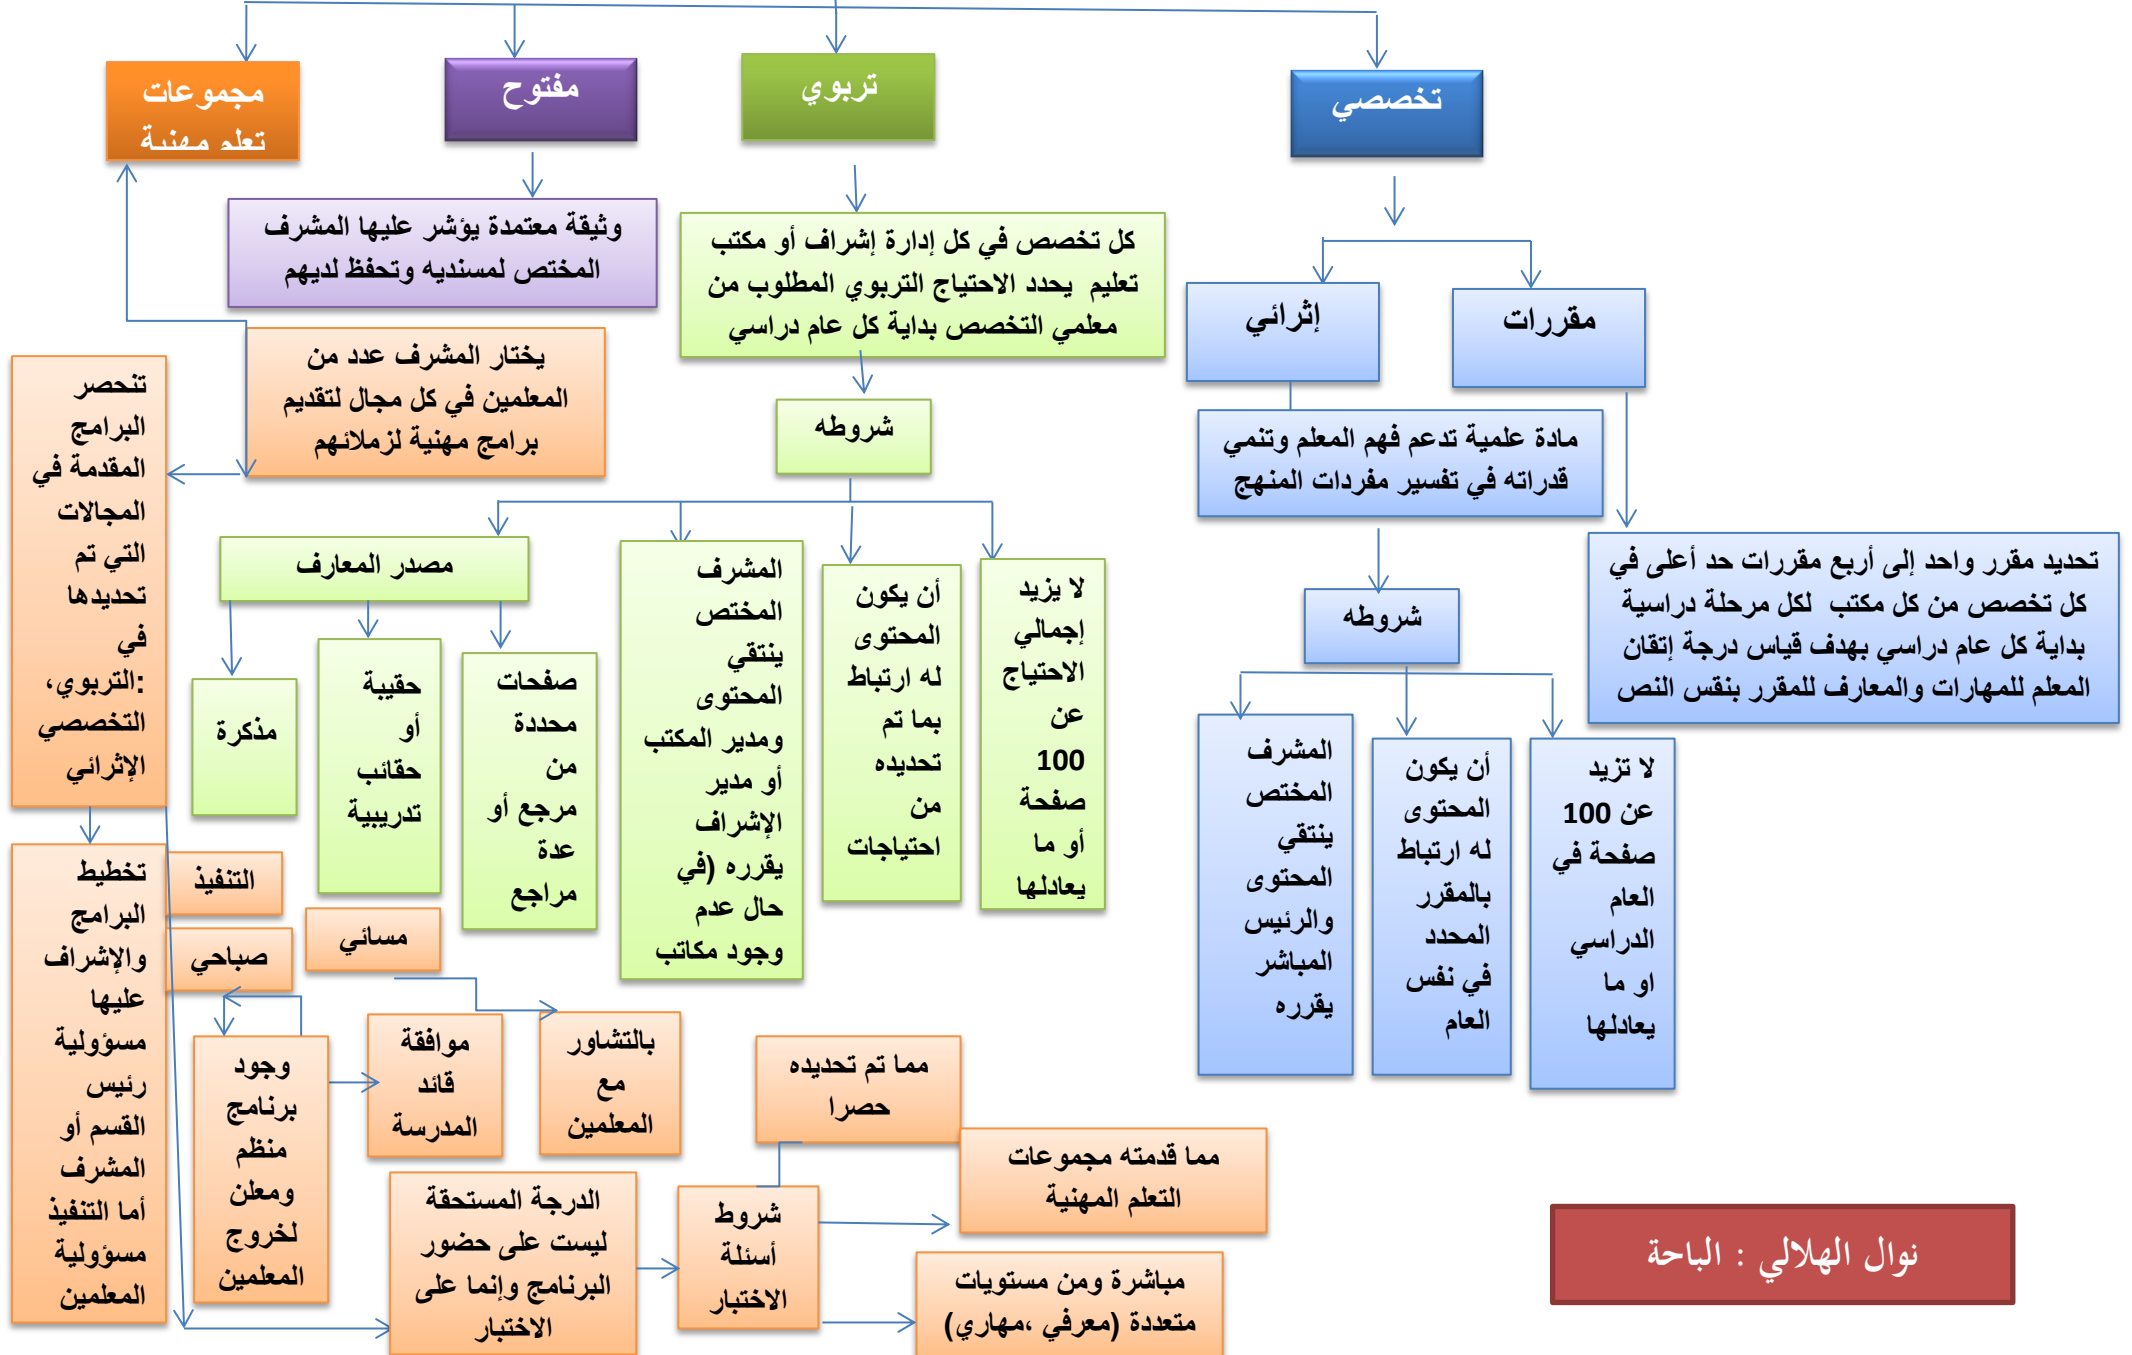 تخصصي
تربوي
مفتوح
مجموعات
تعلم مهنية
مقررات
إثرائي
تحديد مقرر واحد إلى أربع مقررات حد أعلى في
كل تخصص من كل مكتب لكل مرحلة دراسية
بداية كل عام دراسي بهدف قياس درجة إتقان
المعلم للمهارات والمعارف للمقرر بنفس النص
مادة علمية تدعم فهم المعلم وتنمي
قدراته في تفسير مفردات المنهج
شروطه
لا تزيد
عن 100
صفحة في
العام
الدراسي
او ما
يعادلها
أن يكون
المحتوى
له ارتباط
بالمقرر
المحدد
في نفس
العام
المشرف
المختص
ينتقي
المحتوى
والرئيس
المباشر
يقرره
كل تخصص في كل إدارة إشراف أو مكتب
تعليم يحدد الاحتياج التربوي المطلوب من
معلمي التخصص بداية كل عام دراسي
شروطه
لا يزيد
إجمالي
الاحتياج
عن
100
صفحة
أو ما
يعادلها
أن يكون
المحتوى
له ارتباط
بما تم
تحديده
من
احتياجات
المشرف
المختص
ينتقي
المحتوى
ومدير المكتب
أو مدير
الإشراف
يقرره (في
حال عدم
وجود مكاتب
مصدر المعارف
صفحات
محددة
من
مرجع أو
عدة
مراجع
حقيبة
أو
حقائب
تدريبية
مذكرة
وثيقة معتمدة يؤشر عليها المشرف
المختص لمسنديه وتحفظ لديهم
يختار المشرف عدد من
المعلمين في كل مجال لتقديم
برامج مهنية لزملائهم
تنحصر
البرامج
المقدمة في
المجالات
التي تم
تحديدها
في
:التربوي،
التخصصي
الإثرائي
تخطيط
البرامج
والإشراف
عليها
مسؤولية
رئيس
القسم أو
المشرف
أما التنفيذ
مسؤولية
المعلمين
التنفيذ
صباحي
مسائي
وجود
برنامج
منظم
ومعلن
لخروج
المعلمين
موافقة
قائد
المدرسة
بالتشاور
مع
المعلمين
الدرجة المستحقة
ليست على حضور
البرنامج وإنما على
الاختبار
شروط
أسئلة
الاختبار
مما تم تحديده
حصرا
مما قدمته مجموعات
التعلم المهنية
مباشرة ومن مستويات
متعددة (معرفي ،مهاري)
نوال الهلالي : الباحة